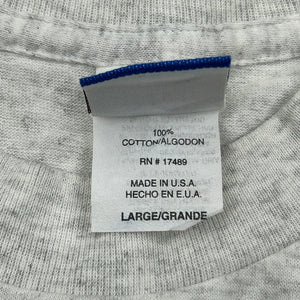 100%
COTTON/ALGODON
RN # 17489
MADE IN U.S.A.
HECHO EN E.U.A.
LARGE/GRANDE